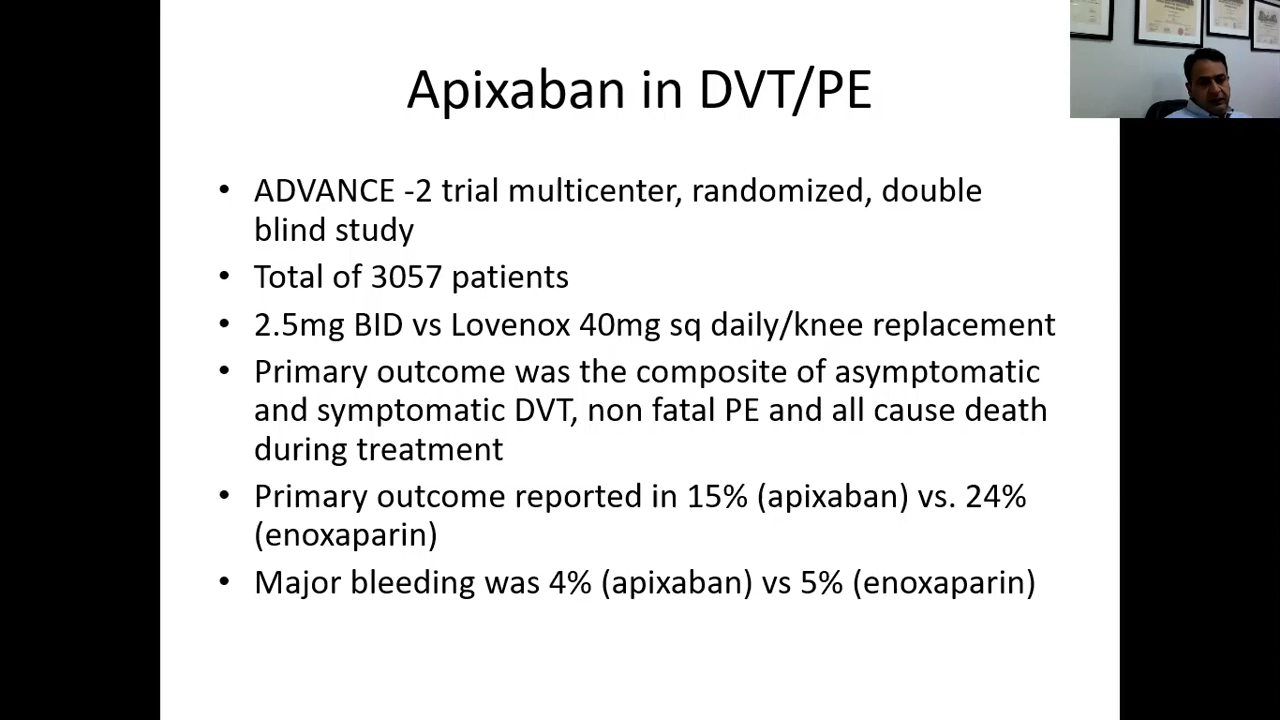 Apixaban in DVT/PE
• ADVANCE -2 trial multicenter, randomized, double
blind study
• Total of 3057 patients
• 2.5mg BID vs Lovenox 40mg sq daily/knee replacement
• Primary outcome was the composite of asymptomatic
and symptomatic DVT, non fatal PE and all cause death
during treatment
• Primary outcome reported in 15% (apixaban) vs. 24%
(enoxaparin)
• Major bleeding was 4% (apixaban) vs 5% (enoxaparin)